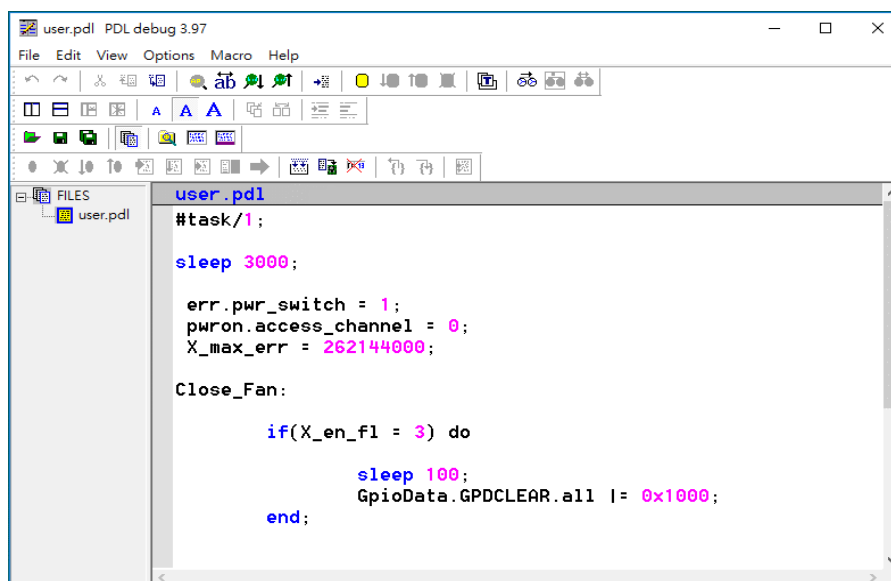 user.pdl PDL debug 3.97
File Edit View Options Macro Help
ab
A A A
FILES
user.pdl
user.pdl
#task/1;
sleep 3000;
err.pwr_switch = 1;
pwron.access_channel = 0;
X_max_err = 262144000;
Close_Fan:
if(X_en_fl = 3) do
sleep 100;
GpioData.GPDCLEAR.all |= 0x1000;
end;